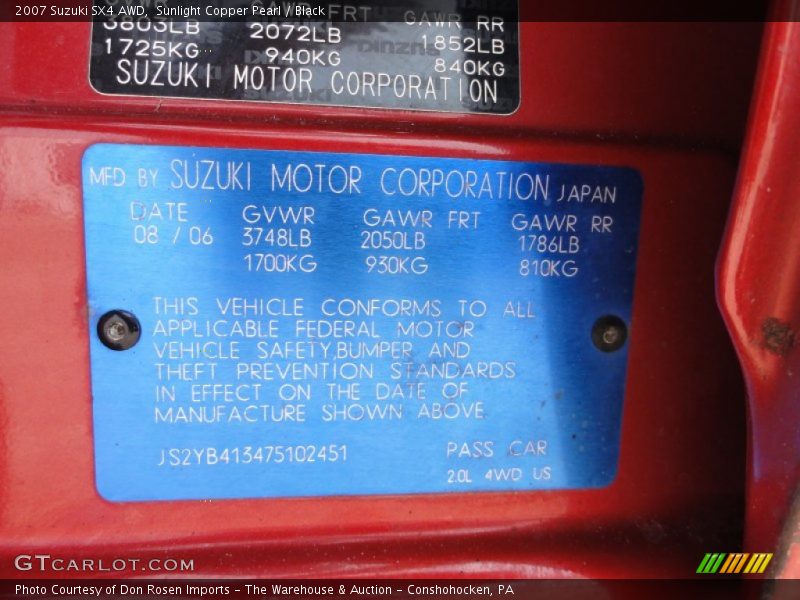 2007 Suzuki SX4 AWD, Sunlight Copper Pearl / Black
FRT GAWR RR
3803LB 2072LB 1852LB
1725KG 940KG 840KG
SUZUKI MOTOR CORPORATION
MFD BY SUZUKI MOTOR CORPORATION JAPAN
DATE GVWR GAWR FRT GAWR RR
08 / 06 3748LB 2050LB 1786LB
1700KG 930KG 810KG
THIS VEHICLE CONFORMS TO ALL
APPLICABLE FEDERAL MOTOR
VEHICLE SAFETY,BUMPER AND
THEFT PREVENTION STANDARDS
IN EFFECT ON THE DATE OF
MANUFACTURE SHOWN ABOVE
JS2YB413475102451 PASS CAR
2.0L 4WD US
GTCARLOT.COM
Photo Courtesy of Don Rosen Imports - The Warehouse & Auction - Conshohocken, PA